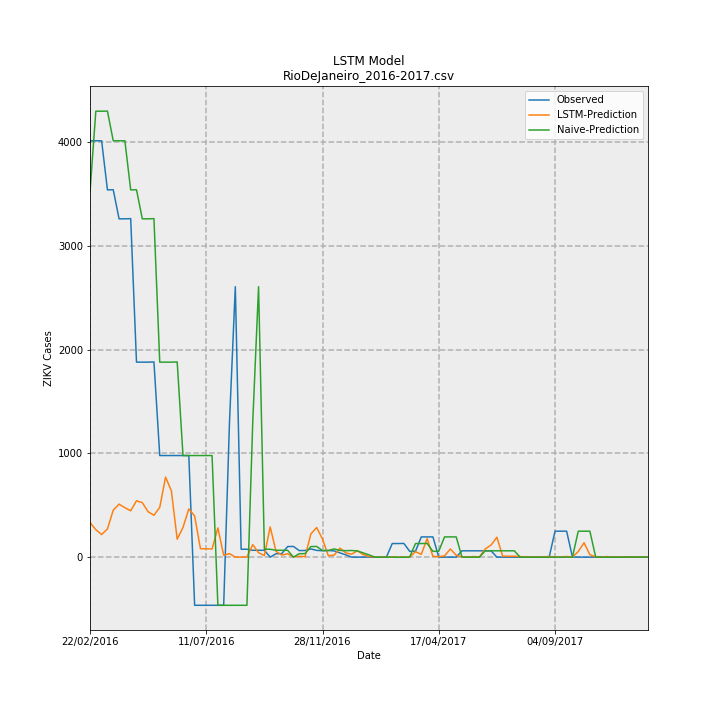 LSTM Model
RioDeJaneiro_2016-2017.csv
Observed
LSTM-Prediction
Naive-Prediction
4000
3000
2000
1000
0
ZIKV Cases
22/02/2016 11/07/2016 28/11/2016 17/04/2017 04/09/2017
Date